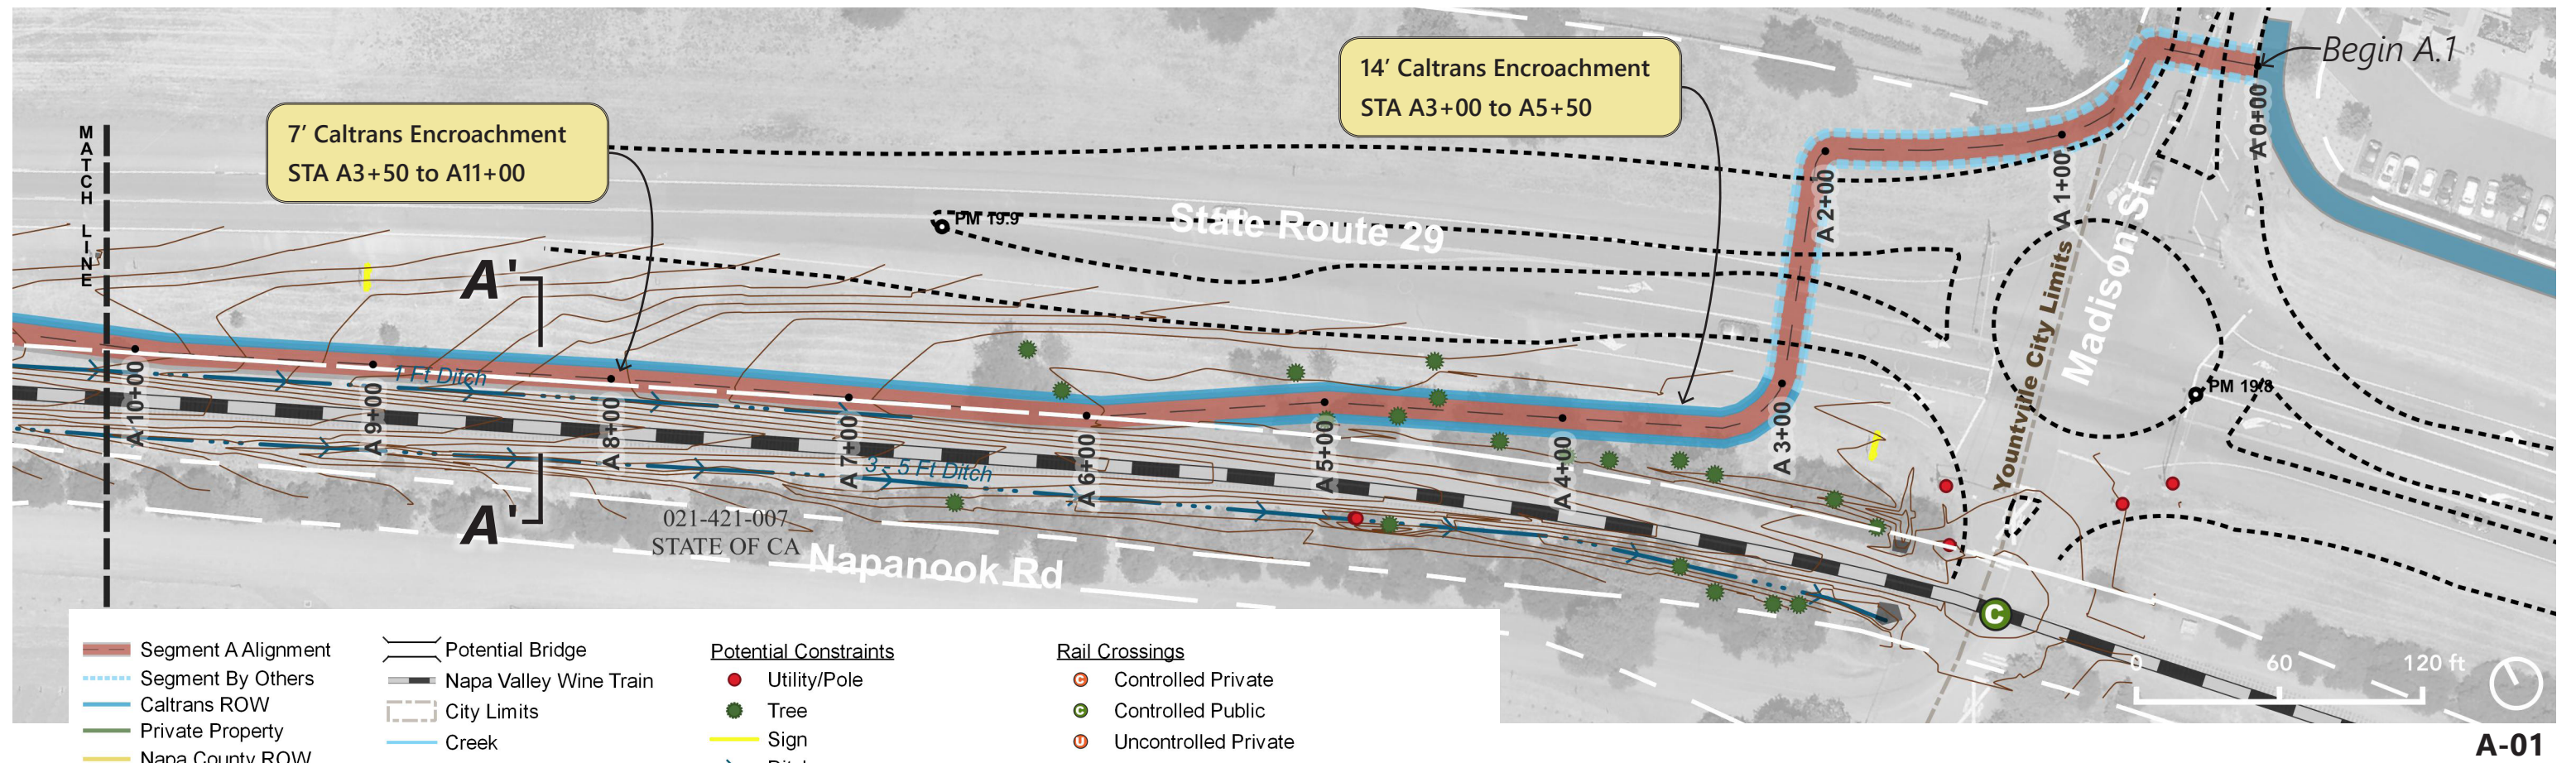 Begin A.1
14’ Caltrans Encroachment
STA A3+00 to A5+50
7’ Caltrans Encroachment
STA A3+50 to A11+00
MATCH LINE
A 0+00
A 1+00
A 2+00
A 3+00
A 4+00
A 5+00
A 6+00
A 7+00
A 8+00
A 9+00
A 10+00
PM 19.9
State Route 29
Yountville City Limits
Madison St
PM 19.8
A'
A'
1 Ft Ditch
3 - 5 Ft Ditch
021-421-007
STATE OF CA
Napanook Rd
C
0 60 120 ft
Segment A Alignment
Segment By Others
Caltrans ROW
Private Property
Napa County ROW
Potential Bridge
Napa Valley Wine Train
City Limits
Creek
Potential Constraints
Utility/Pole
Tree
Sign
Rail Crossings
C Controlled Private
C Controlled Public
U Uncontrolled Private
A-01